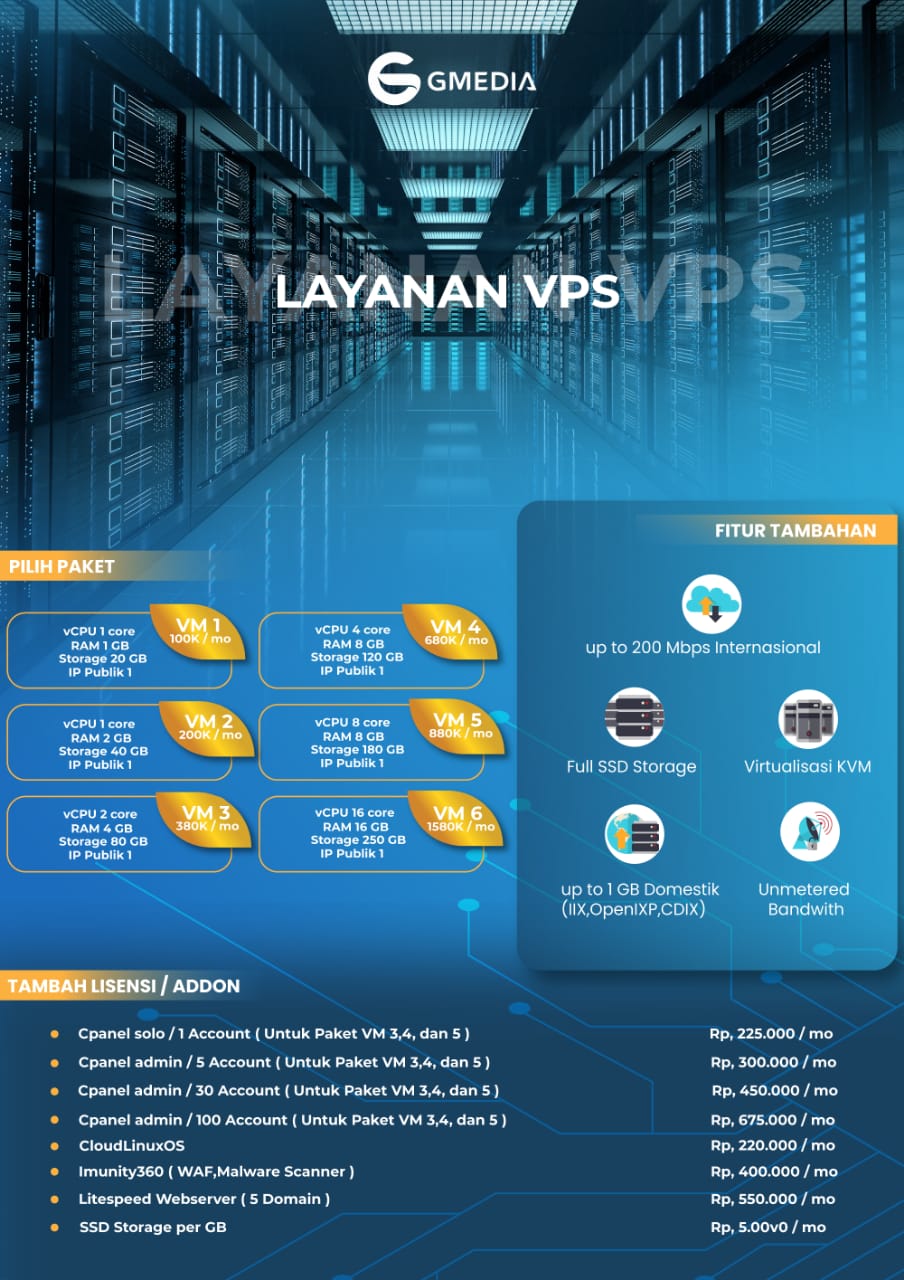 GMEDIA
LAYANAN VPS
LAYANAN VPS
PILIH PAKET
vCPU 1 core
RAM 1 GB
Storage 20 GB
IP Publik 1
VM 1
100K / mo
vCPU 4 core
RAM 8 GB
Storage 120 GB
IP Publik 1
VM 4
680K / mo
vCPU 1 core
RAM 2 GB
Storage 40 GB
IP Publik 1
VM 2
200K / mo
vCPU 8 core
RAM 8 GB
Storage 180 GB
IP Publik 1
VM 5
880K / mo
vCPU 2 core
RAM 4 GB
Storage 80 GB
IP Publik 1
VM 3
380K / mo
vCPU 16 core
RAM 16 GB
Storage 250 GB
IP Publik 1
VM 6
1580K / mo
FITUR TAMBAHAN
up to 200 Mbps Internasional
Full SSD Storage
Virtualisasi KVM
up to 1 GB Domestik
(IIX,OpenIXP,CDIX)
Unmetered
Bandwith
TAMBAH LISENSI / ADDON
Cpanel solo / 1 Account ( Untuk Paket VM 3,4, dan 5 ) Rp, 225.000 / mo
Cpanel admin / 5 Account ( Untuk Paket VM 3,4, dan 5 ) Rp, 300.000 / mo
Cpanel admin / 30 Account ( Untuk Paket VM 3,4, dan 5 ) Rp, 450.000 / mo
Cpanel admin / 100 Account ( Untuk Paket VM 3,4, dan 5 ) Rp, 675.000 / mo
CloudLinuxOS Rp, 220.000 / mo
Imunity360 ( WAF,Malware Scanner ) Rp, 400.000 / mo
Litespeed Webserver ( 5 Domain ) Rp, 550.000 / mo
SSD Storage per GB Rp, 5.00v0 / mo